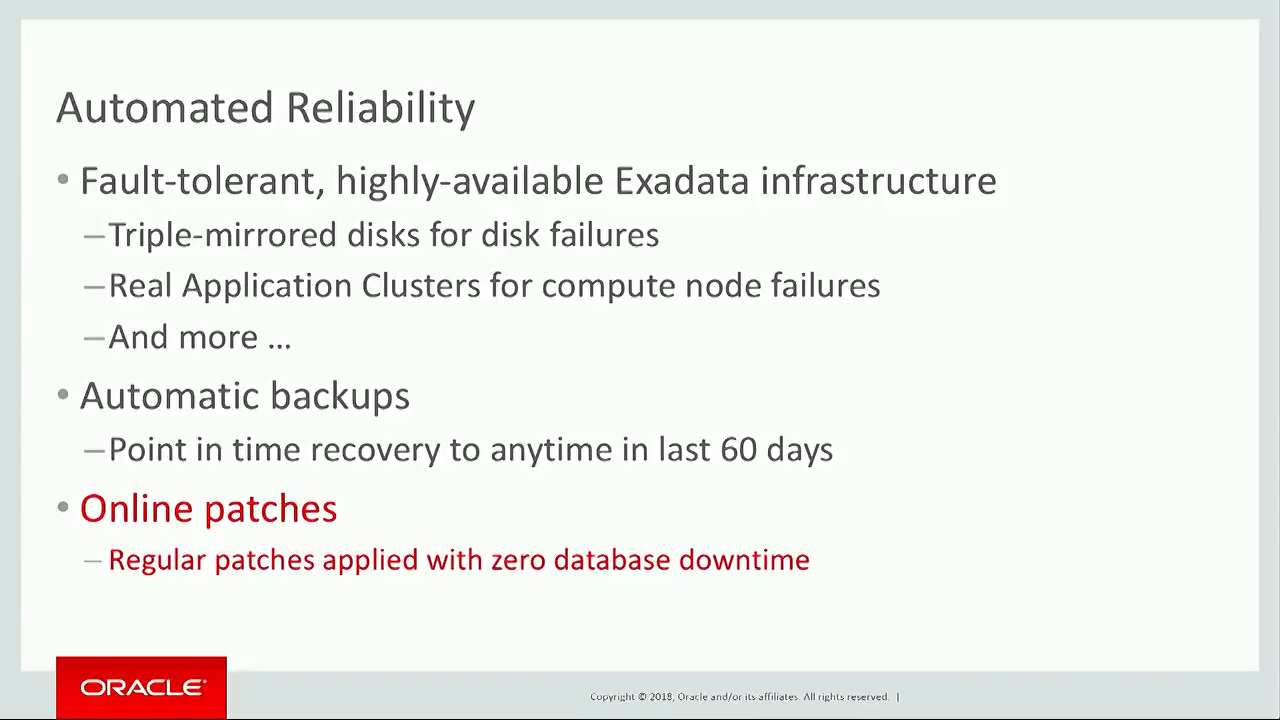 Automated Reliability
• Fault-tolerant, highly-available Exadata infrastructure
–Triple-mirrored disks for disk failures
–Real Application Clusters for compute node failures
–And more ...
• Automatic backups
–Point in time recovery to anytime in last 60 days
• Online patches
– Regular patches applied with zero database downtime
ORACLE®
Copyright © 2018, Oracle and/or its affiliates. All rights reserved. |